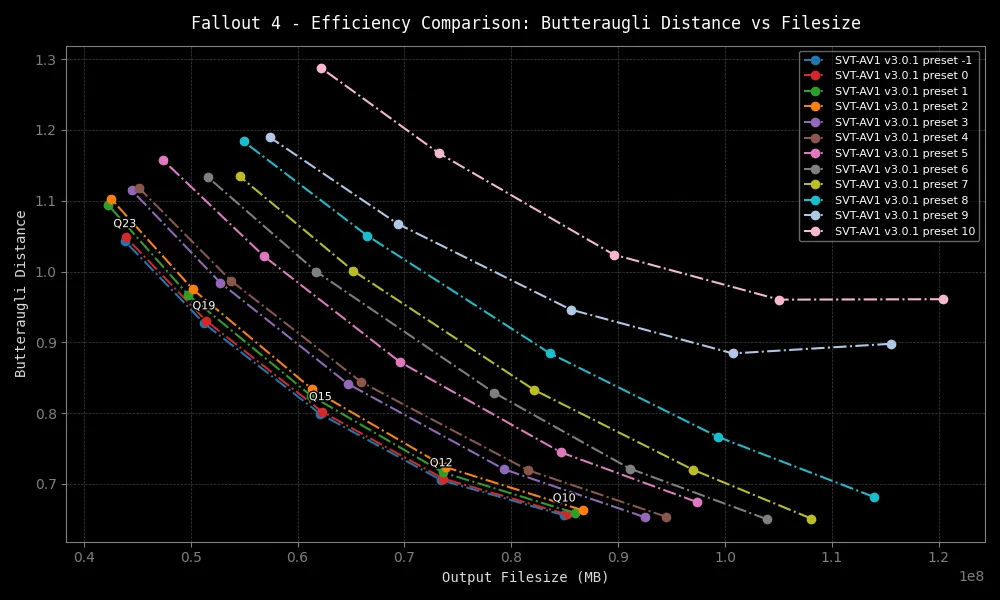 Fallout 4 - Efficiency Comparison: Butteraugli Distance vs Filesize
SVT-AV1 v3.0.1 preset -1
SVT-AV1 v3.0.1 preset 0
SVT-AV1 v3.0.1 preset 1
SVT-AV1 v3.0.1 preset 2
SVT-AV1 v3.0.1 preset 3
SVT-AV1 v3.0.1 preset 4
SVT-AV1 v3.0.1 preset 5
SVT-AV1 v3.0.1 preset 6
SVT-AV1 v3.0.1 preset 7
SVT-AV1 v3.0.1 preset 8
SVT-AV1 v3.0.1 preset 9
SVT-AV1 v3.0.1 preset 10
Butteraugli Distance
1.3
1.2
1.1
1.0
0.9
0.8
0.7
Q23
Q19
Q15
Q12
Q10
0.4 0.5 0.6 0.7 0.8 0.9 1.0 1.1 1.2
1e8
Output Filesize (MB)